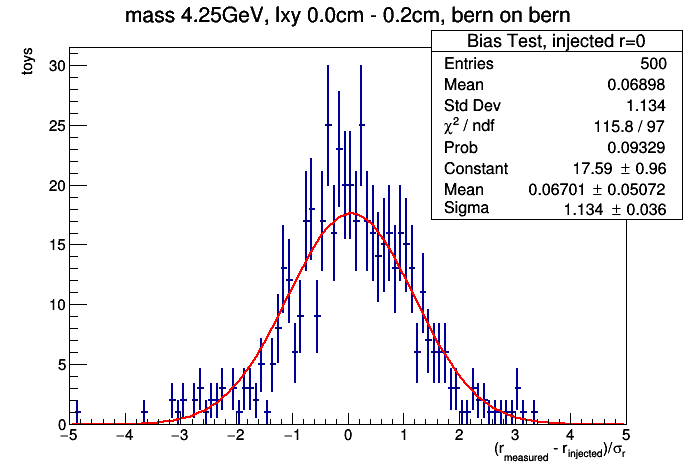 mass 4.25GeV, lxy 0.0cm - 0.2cm, bern on bern
toys
Bias Test, injected r=0
Entries 500
Mean 0.06898
Std Dev 1.134
χ² / ndf 115.8 / 97
Prob 0.09329
Constant 17.59 ± 0.96
Mean 0.06701 ± 0.05072
Sigma 1.134 ± 0.036
30
25
20
15
10
5
0
−5 −4 −3 −2 −1 0 1 2 3 4 5
(r_measured - r_injected)/σ_r